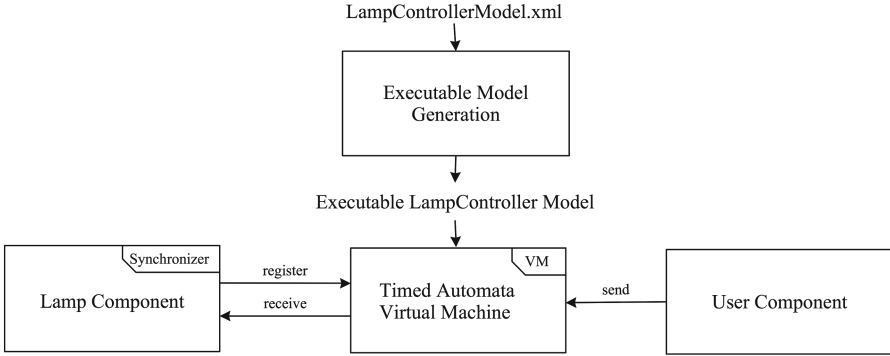 LampControllerModel.xml
Executable Model
Generation
Executable LampController Model
Synchronizer
Lamp Component
register
receive
VM
Timed Automata
Virtual Machine
send
User Component